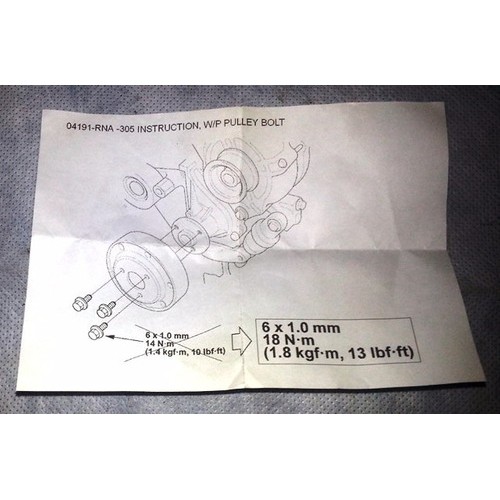 04191-RNA -305 INSTRUCTION, W/P PULLEY BOLT
6 x 1.0 mm
14 N·m
(1.4 kgf·m, 10 lbf·ft)
6 x 1.0 mm
18 N·m
(1.8 kgf·m, 13 lbf·ft)